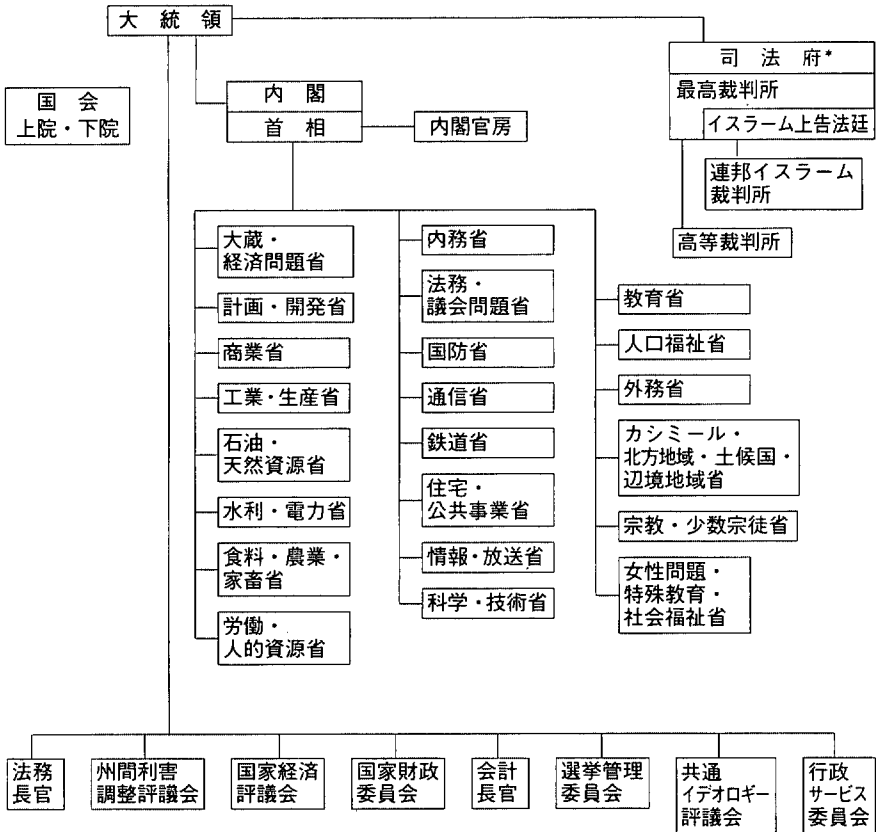 大統領
国会
上院・下院
内閣
首相
内閣官房
司法府*
最高裁判所
イスラーム上告法廷
連邦イスラーム
裁判所
高等裁判所
大蔵・
経済問題省
計画・開発省
商業省
工業・生産省
石油・
天然資源省
水利・電力省
食料・農業・
家畜省
労働・
人的資源省
内務省
法務・
議会問題省
国防省
通信省
鉄道省
住宅・
公共事業省
情報・放送省
科学・技術省
教育省
人口福祉省
外務省
カシミール・
北方地域・土候国・
辺境地域省
宗教・少数宗徒省
女性問題・
特殊教育・
社会福祉省
法務
長官
州間利害
調整評議会
国家経済
評議会
国家財政
委員会
会計
長官
選挙管理
委員会
共通
イデオロギー
評議会
行政
サービス
委員会